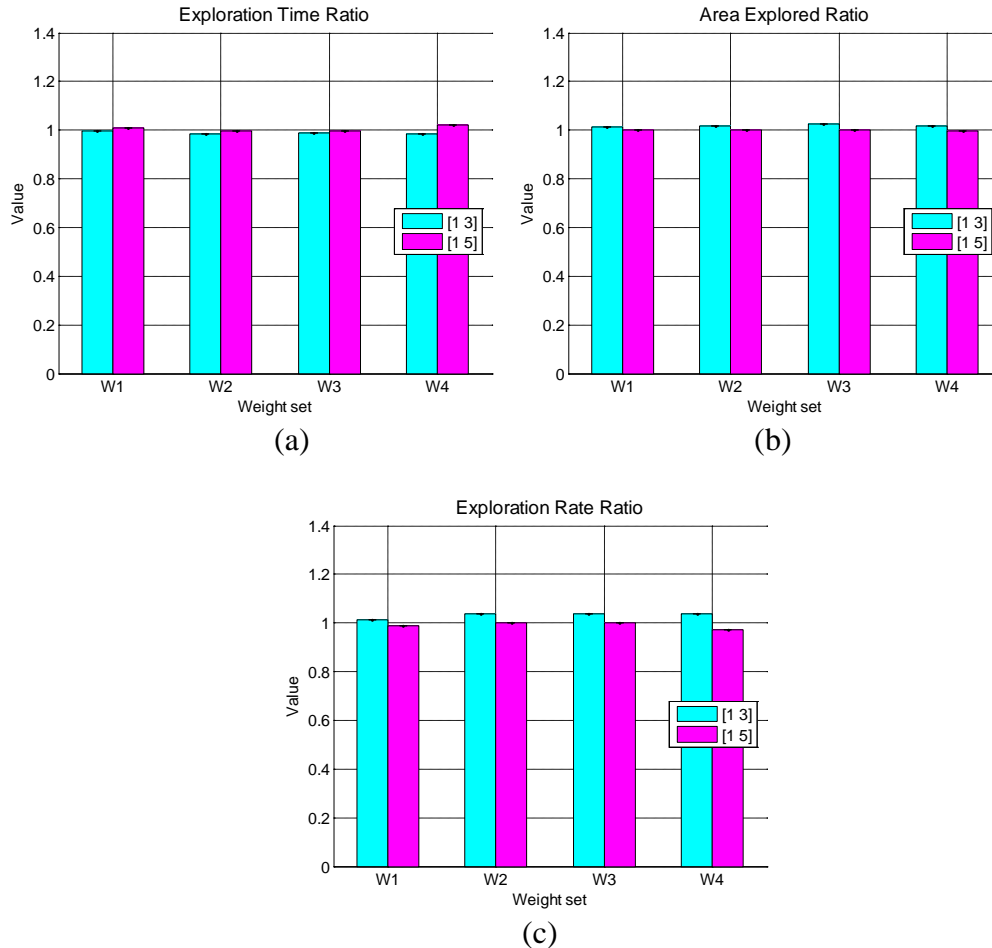 Exploration Time Ratio
1.4
1.2
1
0.8
0.6
0.4
0.2
0
Value
[1 3]
[1 5]
W1 W2 W3 W4
Weight set
(a)
Area Explored Ratio
1.4
1.2
1
0.8
0.6
0.4
0.2
0
Value
[1 3]
[1 5]
W1 W2 W3 W4
Weight set
(b)
Exploration Rate Ratio
1.4
1.2
1
0.8
0.6
0.4
0.2
0
Value
[1 3]
[1 5]
W1 W2 W3 W4
Weight set
(c)